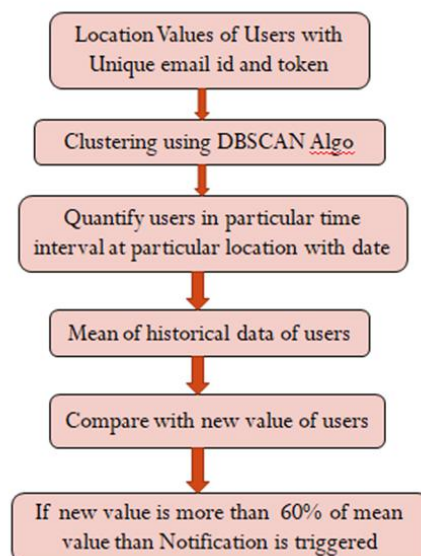 Location Values of Users with
Unique email id and token
Clustering using DBSCAN Algo
Quantify users in particular time
interval at particular location with date
Mean of historical data of users
Compare with new value of users
If new value is more than 60% of mean
value than Notification is triggered